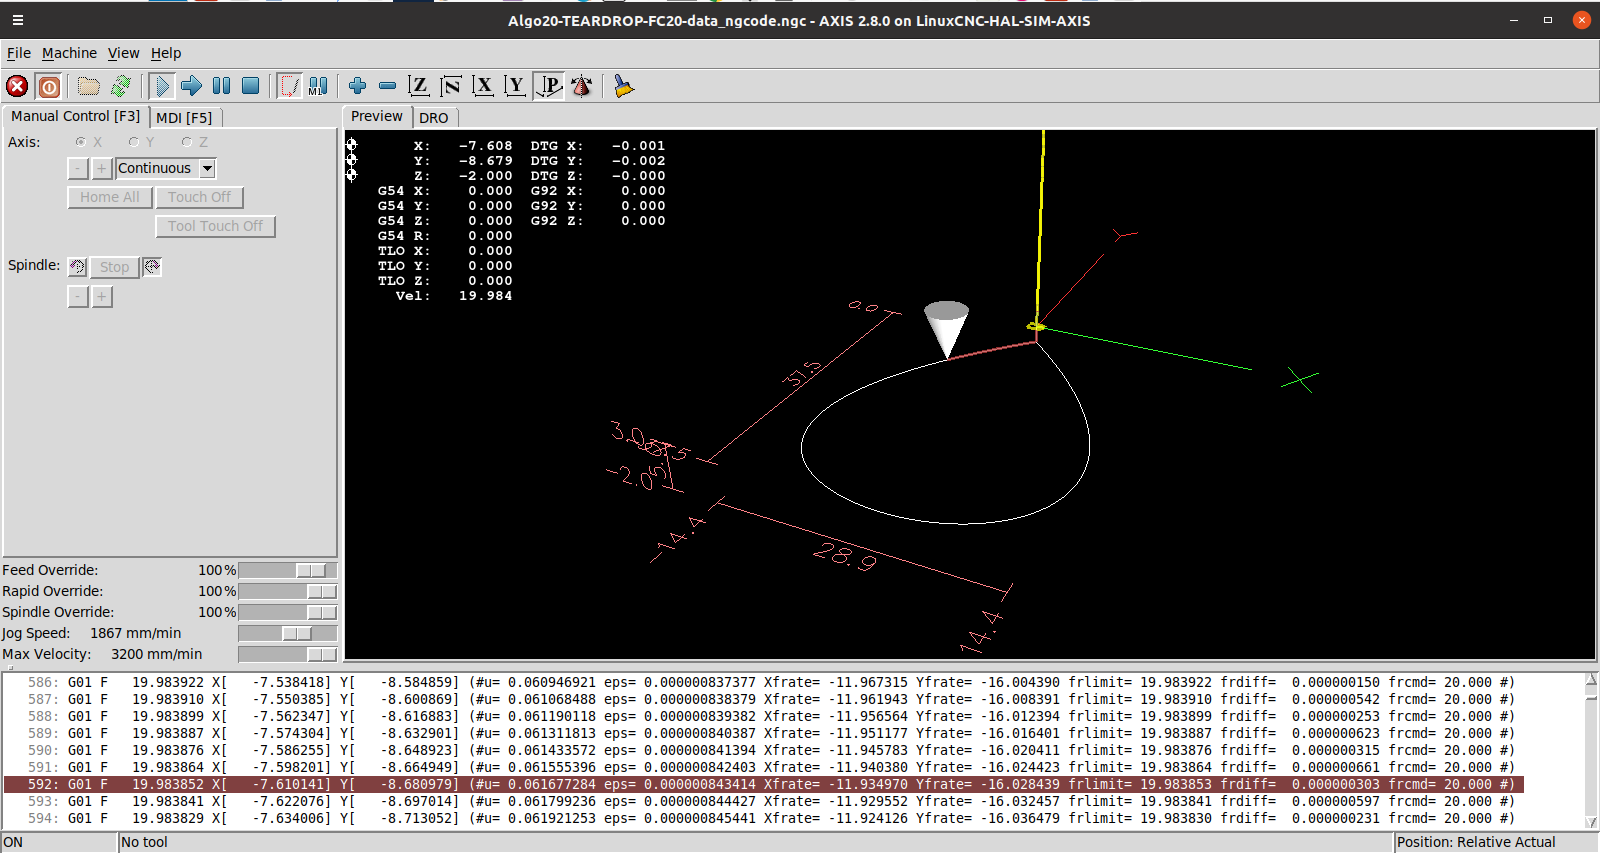 Algo20-TEARDROP-FC20-data_ngcode.ngc - AXIS 2.8.0 on LinuxCNC-HAL-SIM-AXIS
File Machine View Help
Z N X Y P
M1
Manual Control [F3] MDI [F5]
Axis: X Y Z
- + Continuous
Home All Touch Off
Tool Touch Off
Spindle: Stop
- +
Feed Override: 100 %
Rapid Override: 100 %
Spindle Override: 100 %
Jog Speed: 1867 mm/min
Max Velocity: 3200 mm/min
Preview DRO
X: -7.608 DTG X: -0.001
Y: -8.679 DTG Y: -0.002
Z: -2.000 DTG Z: -0.000
G54 X: 0.000 G92 X: 0.000
G54 Y: 0.000 G92 Y: 0.000
G54 Z: 0.000 G92 Z: 0.000
G54 R: 0.000
TLO X: 0.000
TLO Y: 0.000
TLO Z: 0.000
Vel: 19.984
Y
X
0.0
31.5
3.0
-2.0
-14.4
28.9
14.4
586: G01 F 19.983922 X[ -7.538418] Y[ -8.584859] (#u= 0.060946921 eps= 0.000000837377 Xfrate= -11.967315 Yfrate= -16.004390 frlimit= 19.983922 frdiff= 0.000000150 frcmd= 20.000 #)
587: G01 F 19.983910 X[ -7.550385] Y[ -8.600869] (#u= 0.061068488 eps= 0.000000838379 Xfrate= -11.961943 Yfrate= -16.008391 frlimit= 19.983910 frdiff= 0.000000542 frcmd= 20.000 #)
588: G01 F 19.983899 X[ -7.562347] Y[ -8.616883] (#u= 0.061190118 eps= 0.000000839382 Xfrate= -11.956564 Yfrate= -16.012394 frlimit= 19.983899 frdiff= 0.000000253 frcmd= 20.000 #)
589: G01 F 19.983887 X[ -7.574304] Y[ -8.632901] (#u= 0.061311813 eps= 0.000000840387 Xfrate= -11.951177 Yfrate= -16.016401 frlimit= 19.983887 frdiff= 0.000000623 frcmd= 20.000 #)
590: G01 F 19.983876 X[ -7.586255] Y[ -8.648923] (#u= 0.061433572 eps= 0.000000841394 Xfrate= -11.945783 Yfrate= -16.020411 frlimit= 19.983876 frdiff= 0.000000315 frcmd= 20.000 #)
591: G01 F 19.983864 X[ -7.598201] Y[ -8.664949] (#u= 0.061555396 eps= 0.000000842403 Xfrate= -11.940380 Yfrate= -16.024423 frlimit= 19.983864 frdiff= 0.000000661 frcmd= 20.000 #)
592: G01 F 19.983852 X[ -7.610141] Y[ -8.680979] (#u= 0.061677284 eps= 0.000000843414 Xfrate= -11.934970 Yfrate= -16.028439 frlimit= 19.983853 frdiff= 0.000000303 frcmd= 20.000 #)
593: G01 F 19.983841 X[ -7.622076] Y[ -8.697014] (#u= 0.061799236 eps= 0.000000844427 Xfrate= -11.929552 Yfrate= -16.032457 frlimit= 19.983841 frdiff= 0.000000597 frcmd= 20.000 #)
594: G01 F 19.983829 X[ -7.634006] Y[ -8.713052] (#u= 0.061921253 eps= 0.000000845441 Xfrate= -11.924126 Yfrate= -16.036479 frlimit= 19.983830 frdiff= 0.000000231 frcmd= 20.000 #)
ON No tool Position: Relative Actual